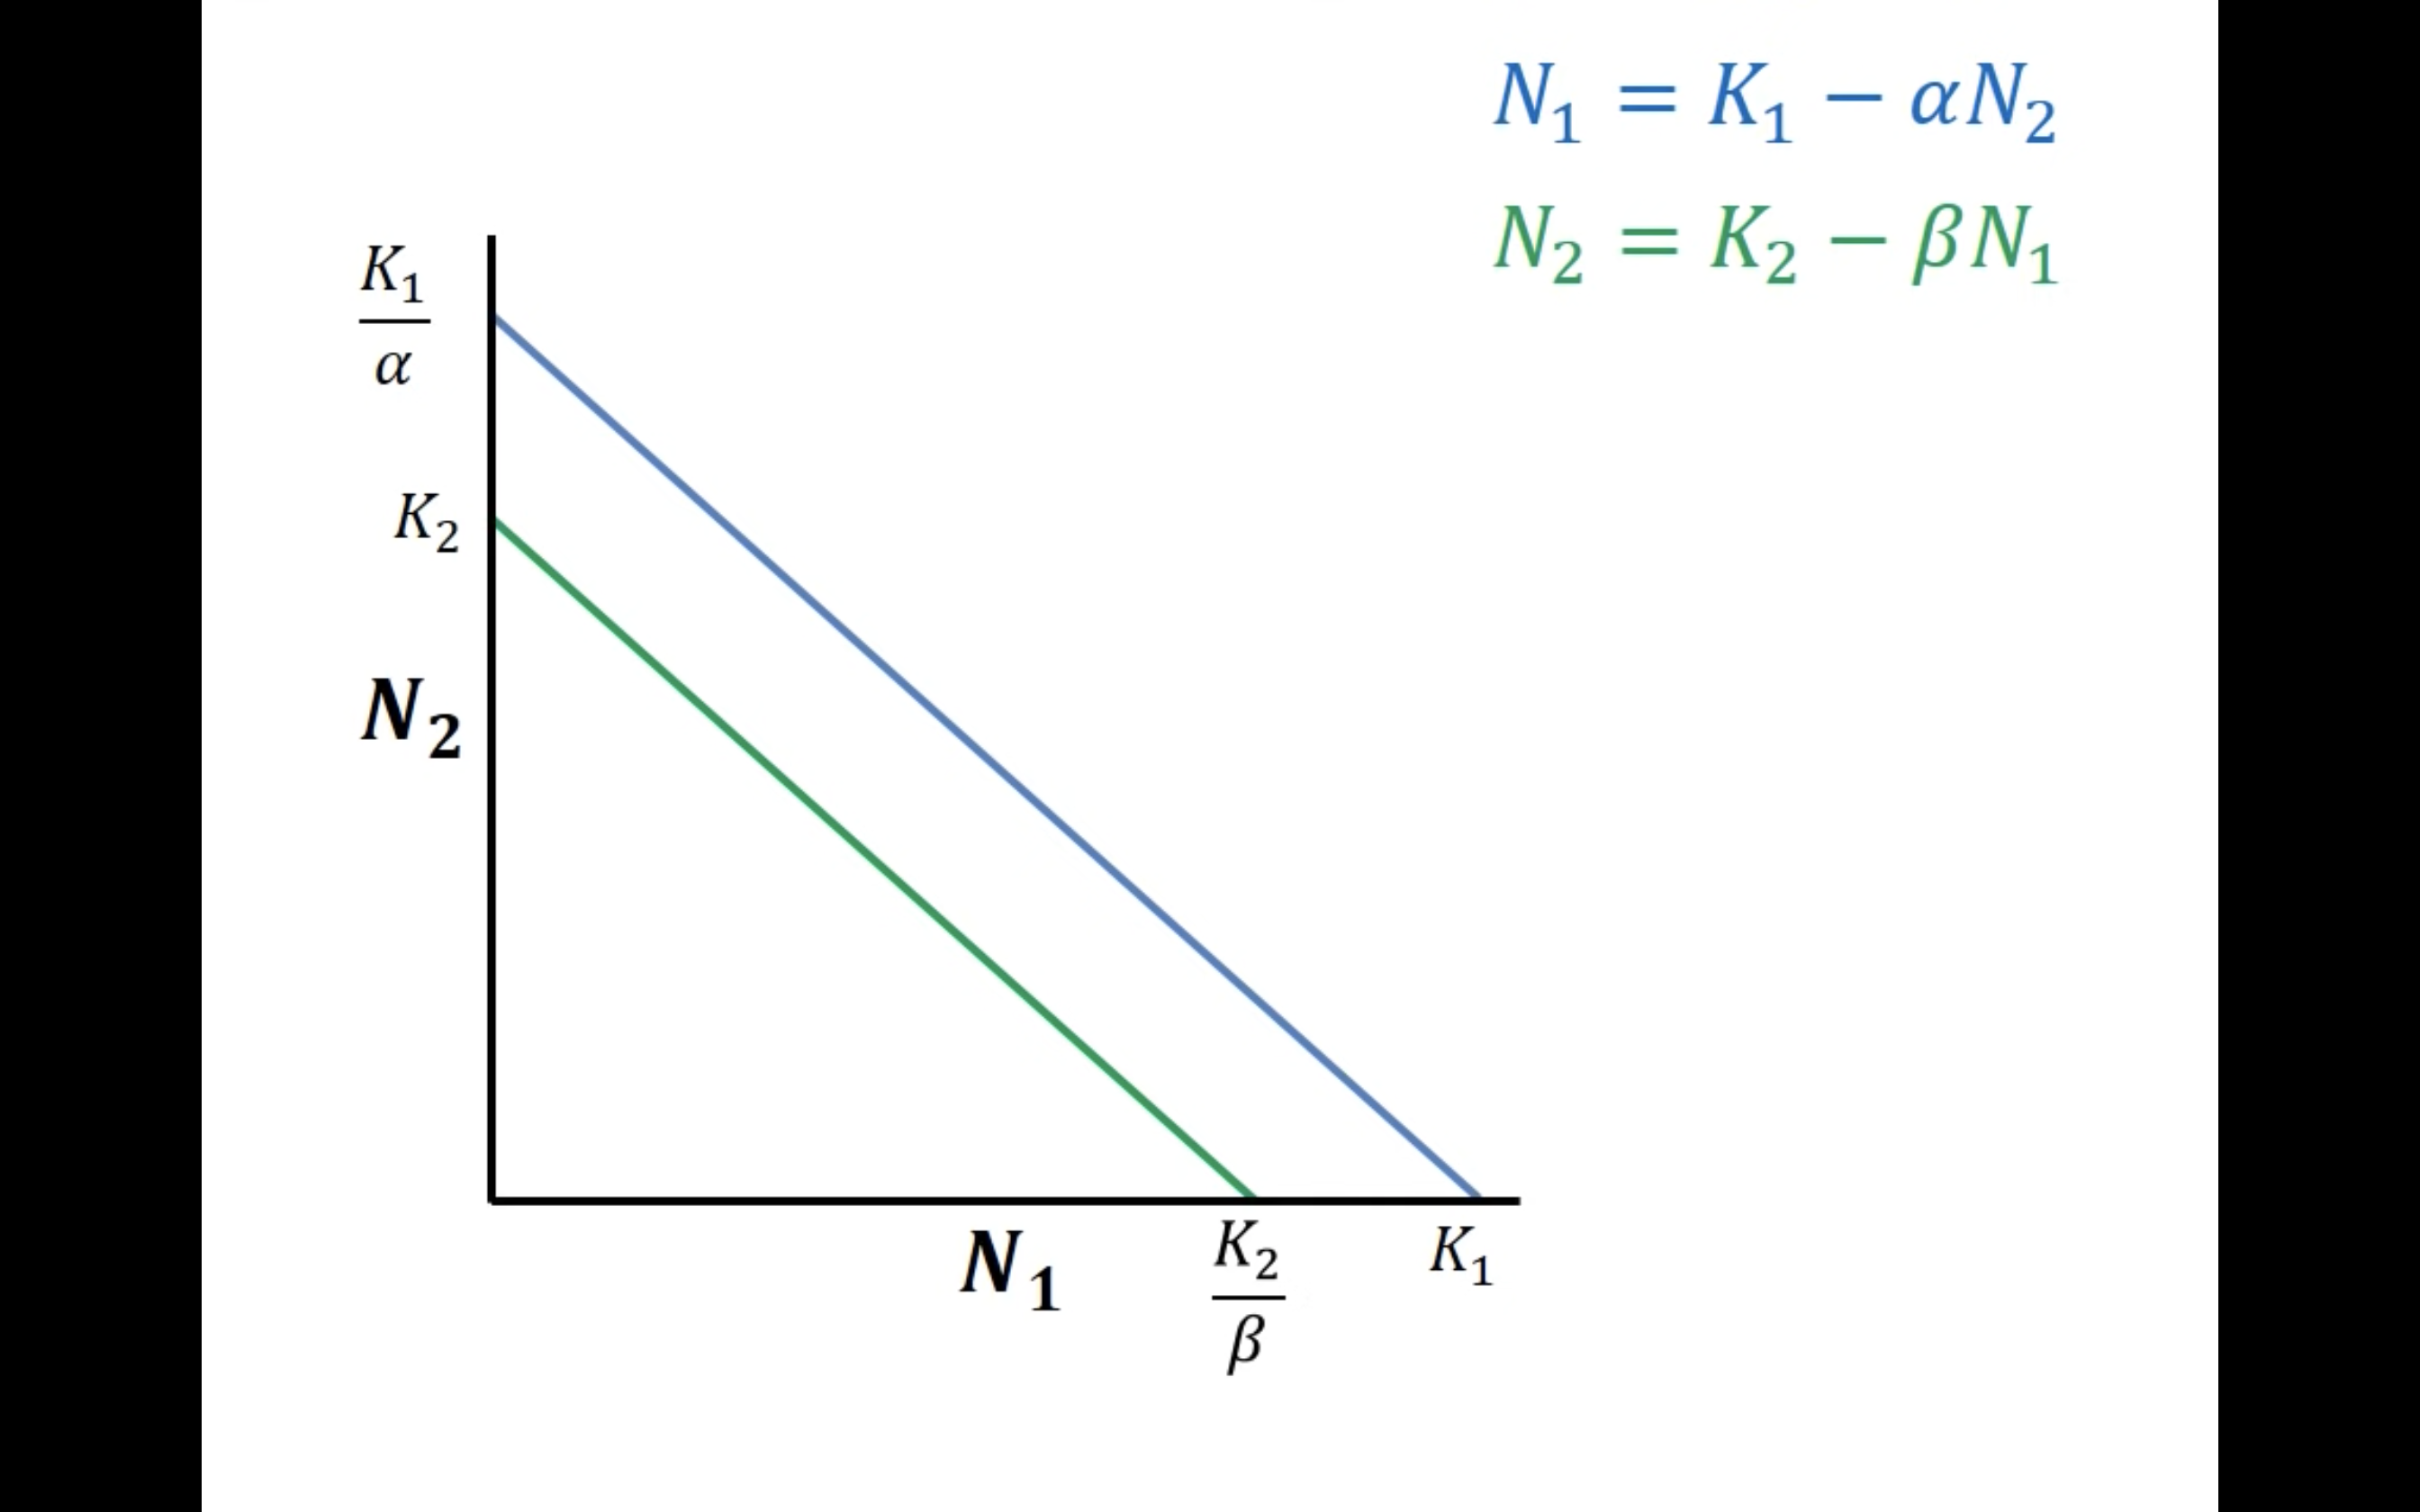 N₁ = K₁ − αN₂
N₂ = K₂ − βN₁
K₁
α
K₂
N₂
N₁
K₂
β
K₁